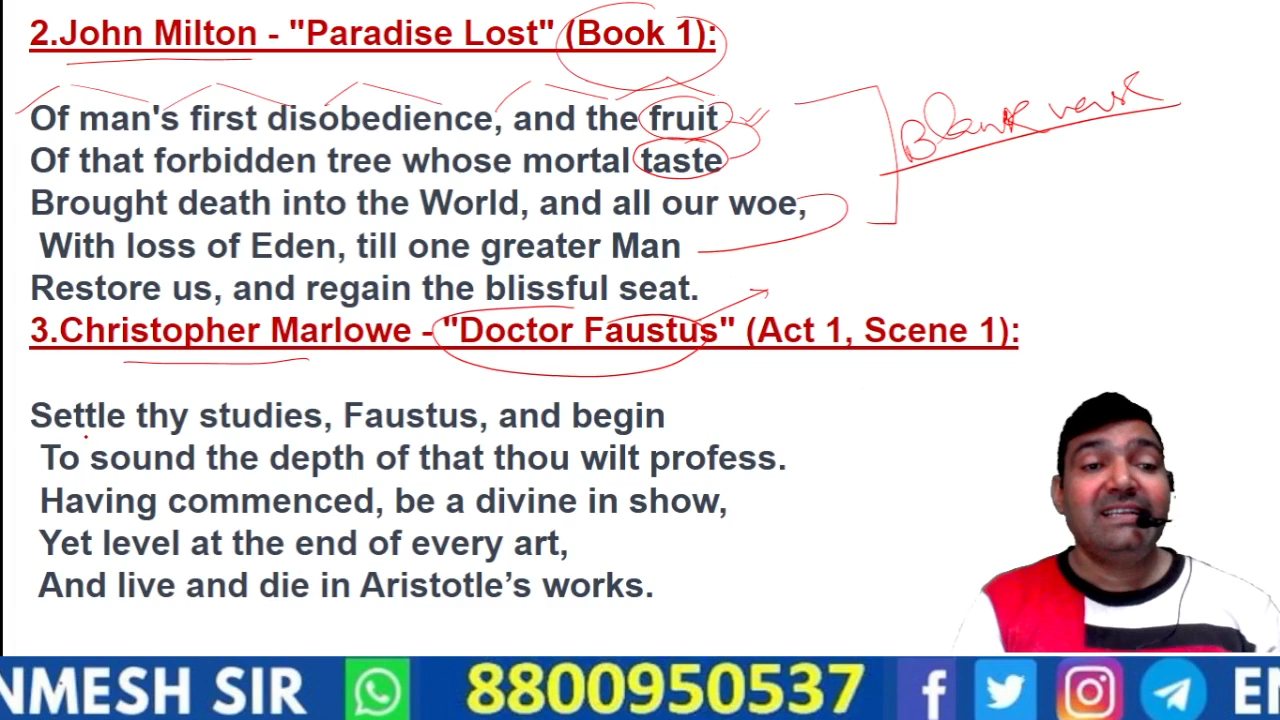 2.John Milton - "Paradise Lost" (Book 1):
Of man's first disobedience, and the fruit
Of that forbidden tree whose mortal taste
Brought death into the World, and all our woe,
With loss of Eden, till one greater Man
Restore us, and regain the blissful seat.
Blank verse
3.Christopher Marlowe - "Doctor Faustus" (Act 1, Scene 1):
Settle thy studies, Faustus, and begin
To sound the depth of that thou wilt profess.
Having commenced, be a divine in show,
Yet level at the end of every art,
And live and die in Aristotle’s works.
NMESH SIR 8800950537 EN